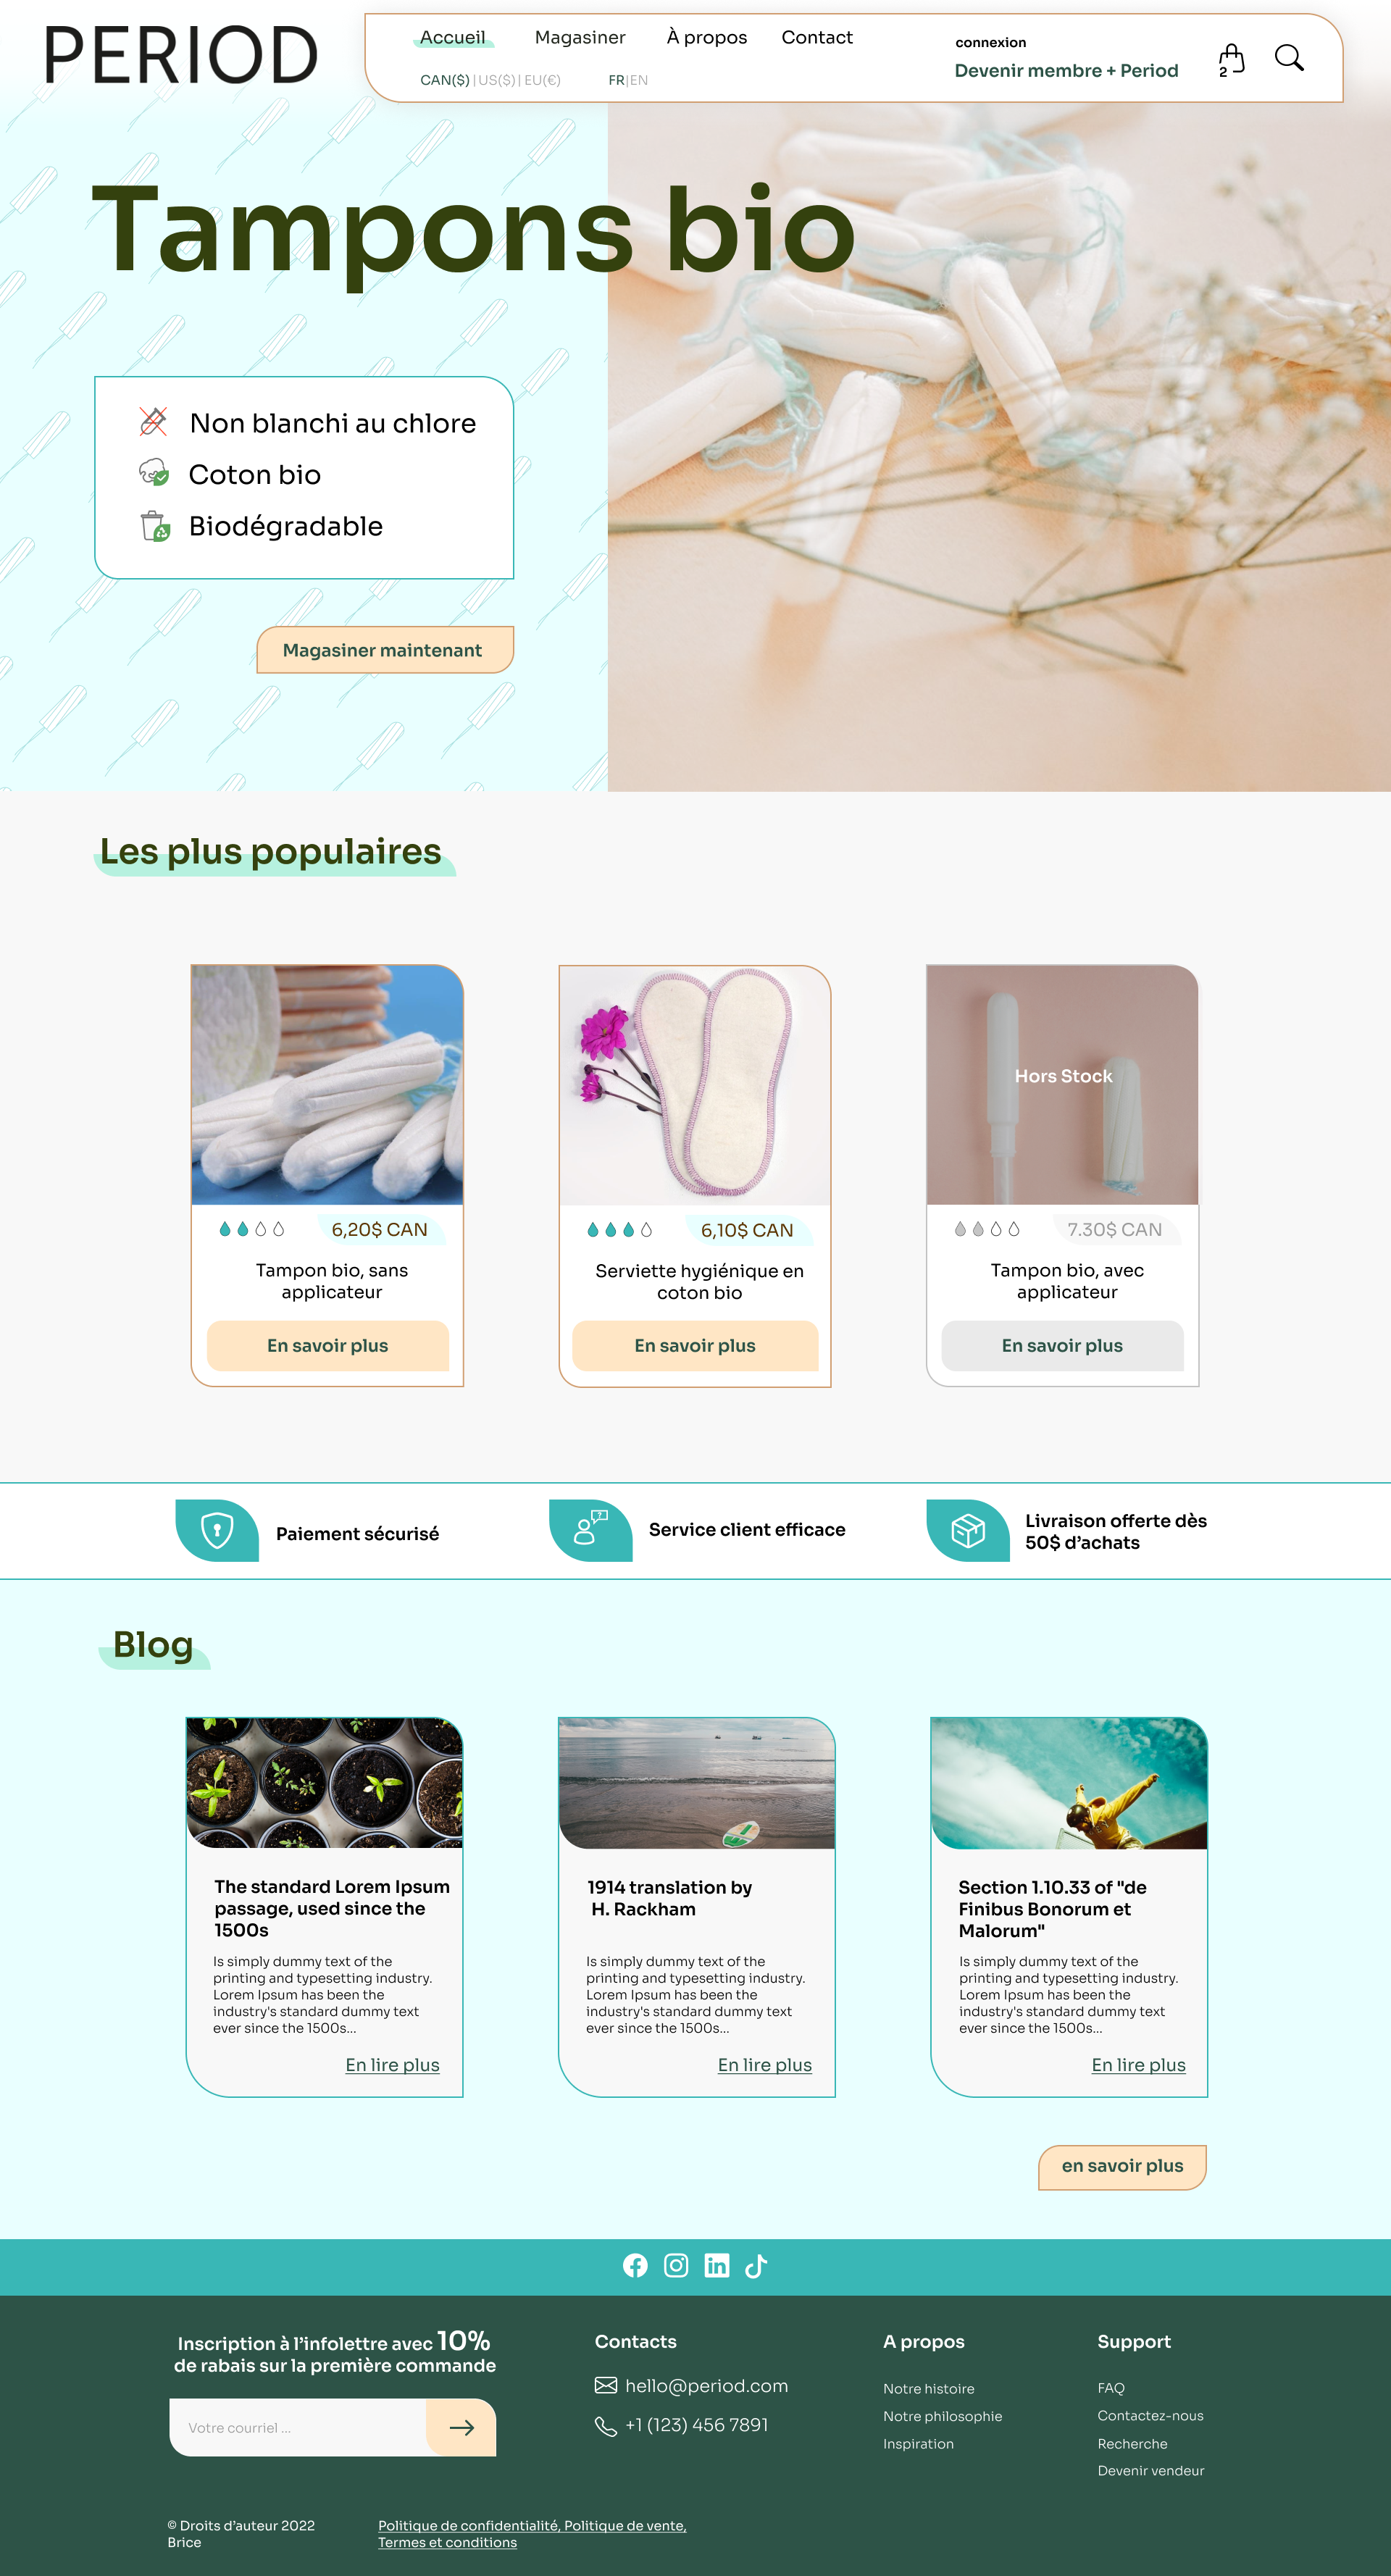 PERIOD
Accueil
Magasiner
À propos
Contact
connexion
CAN($) | US($) | EU(€)
FR|EN
Devenir membre + Period
2
Tampons bio
Non blanchi au chlore
Coton bio
Biodégradable
Magasiner maintenant
Les plus populaires
Hors Stock
6,20$ CAN
Tampon bio, sans
applicateur
En savoir plus
6,10$ CAN
Serviette hygiénique en
coton bio
En savoir plus
7.30$ CAN
Tampon bio, avec
applicateur
En savoir plus
Paiement sécurisé
?
Service client efficace
Livraison offerte dès
50$ d’achats
Blog
The standard Lorem Ipsum
passage, used since the
1500s
Is simply dummy text of the
printing and typesetting industry.
Lorem Ipsum has been the
industry's standard dummy text
ever since the 1500s...
En lire plus
1914 translation by
H. Rackham
Is simply dummy text of the
printing and typesetting industry.
Lorem Ipsum has been the
industry's standard dummy text
ever since the 1500s...
En lire plus
Section 1.10.33 of "de
Finibus Bonorum et
Malorum"
Is simply dummy text of the
printing and typesetting industry.
Lorem Ipsum has been the
industry's standard dummy text
ever since the 1500s...
En lire plus
en savoir plus
Inscription à l’infolettre avec 10%
de rabais sur la première commande
Votre courriel ...
Contacts
hello@period.com
+1 (123) 456 7891
A propos
Notre histoire
Notre philosophie
Inspiration
Support
FAQ
Contactez-nous
Recherche
Devenir vendeur
© Droits d’auteur 2022
Brice
Politique de confidentialité, Politique de vente,
Termes et conditions